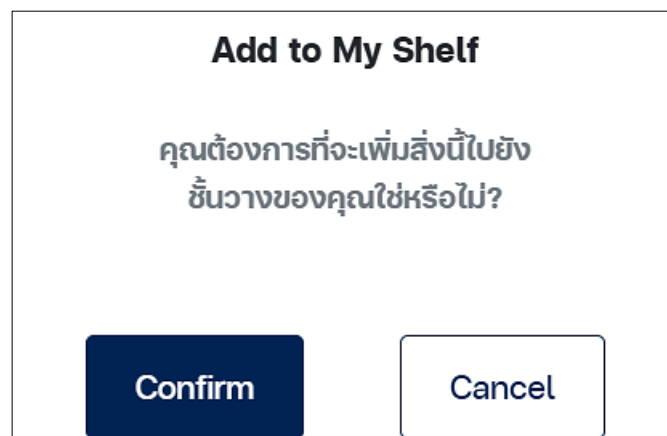 Add to My Shelf
คุณต้องการที่จะเพิ่มสิ่งนี้ไปยัง
ชั้นวางของคุณใช่หรือไม่?
Confirm
Cancel